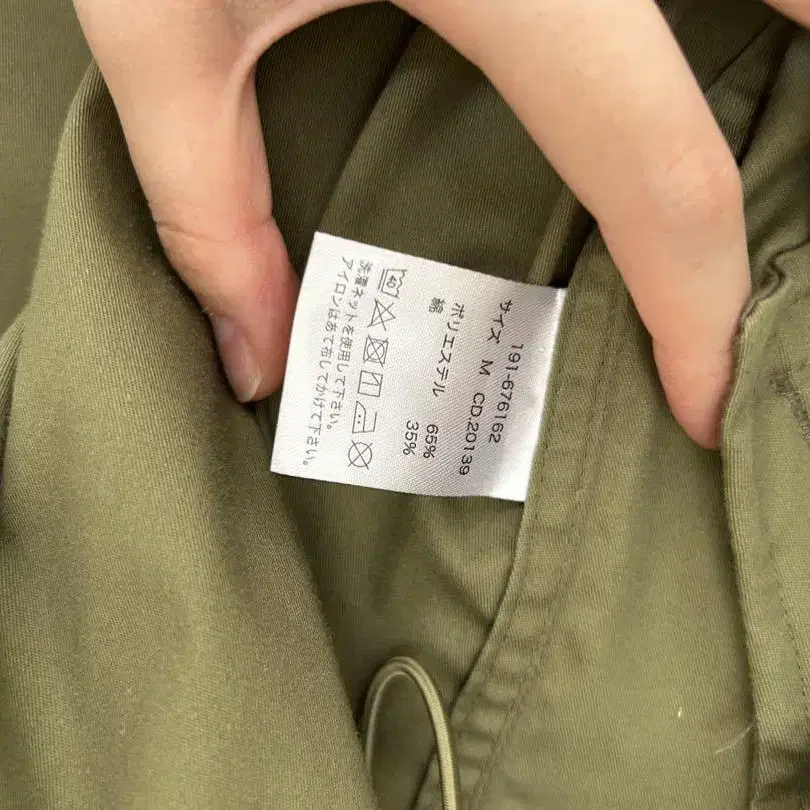 191-676162
サイズ M CD.20139
ポリエステル 65%
綿 35%
40
洗濯ネットを使用して下さい。
アイロンはあて布してかけて下さい。